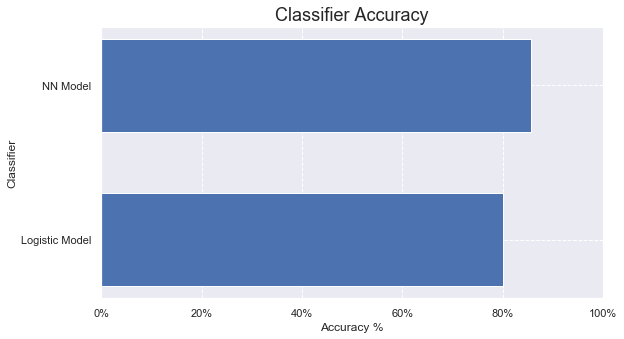 Classifier Accuracy
NN Model
Classifier
Logistic Model
0% 20% 40% 60% 80% 100%
Accuracy %